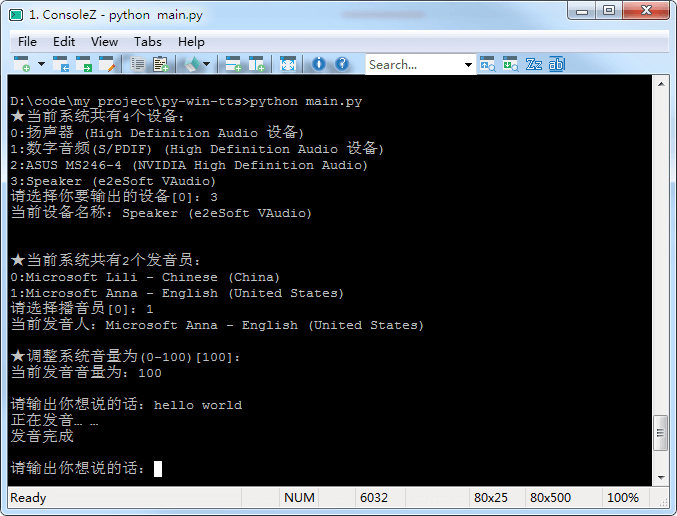 1. ConsoleZ - python  main.py
File Edit View Tabs Help
Search...
D:\code\my_project\py-win-tts>python main.py
★当前系统共有4个设备:
0:扬声器 (High Definition Audio 设备)
1:数字音频(S/PDIF) (High Definition Audio 设备)
2:ASUS MS246-4 (NVIDIA High Definition Audio)
3:Speaker (e2eSoft VAudio)
请选择你要输出的设备[0]: 3
当前设备名称: Speaker (e2eSoft VAudio)
★当前系统共有2个发音员:
0:Microsoft Lili - Chinese (China)
1:Microsoft Anna - English (United States)
请选择播音员[0]: 1
当前发音人: Microsoft Anna - English (United States)
★调整系统音量为(0-100)[100]:
当前发音音量为: 100
请输出你想说的话: hello world
正在发音… …
发音完成
请输出你想说的话:
Ready NUM 6032 80x25 80x500 100%